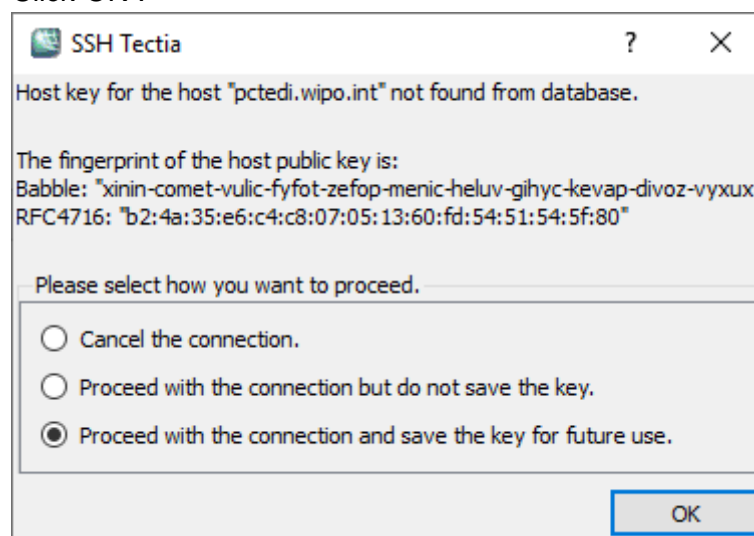 SSH Tectia
Host key for the host "pctedi.wipo.int" not found from database.
The fingerprint of the host public key is:
Babble: "xinin-comet-vulic-fyfot-zefop-menic-heluv-gihyc-kevap-divoz-vyxux
RFC4716: "b2:4a:35:e6:c4:c8:07:05:13:60:fd:54:51:54:5f:80"
Please select how you want to proceed.
Cancel the connection.
Proceed with the connection but do not save the key.
Proceed with the connection and save the key for future use.
OK